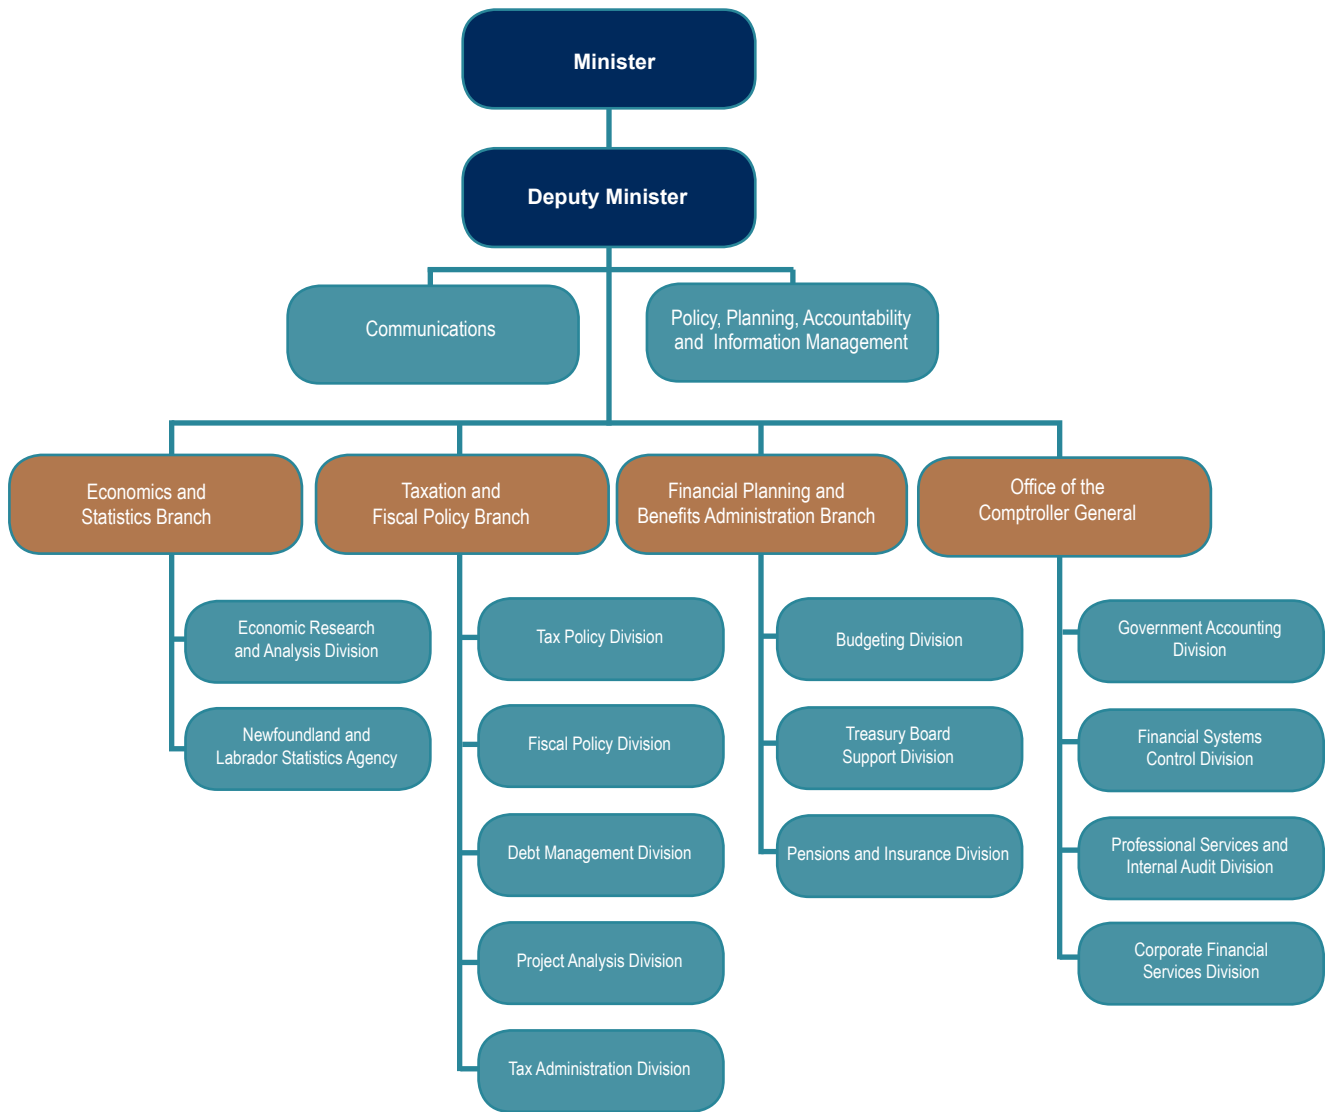 Minister
Deputy Minister
Communications
Policy, Planning, Accountability
and Information Management
Economics and
Statistics Branch
Taxation and
Fiscal Policy Branch
Financial Planning and
Benefits Administration Branch
Office of the
Comptroller General
Economic Research
and Analysis Division
Newfoundland and
Labrador Statistics Agency
Tax Policy Division
Fiscal Policy Division
Debt Management Division
Project Analysis Division
Tax Administration Division
Budgeting Division
Treasury Board
Support Division
Pensions and Insurance Division
Government Accounting
Division
Financial Systems
Control Division
Professional Services and
Internal Audit Division
Corporate Financial
Services Division